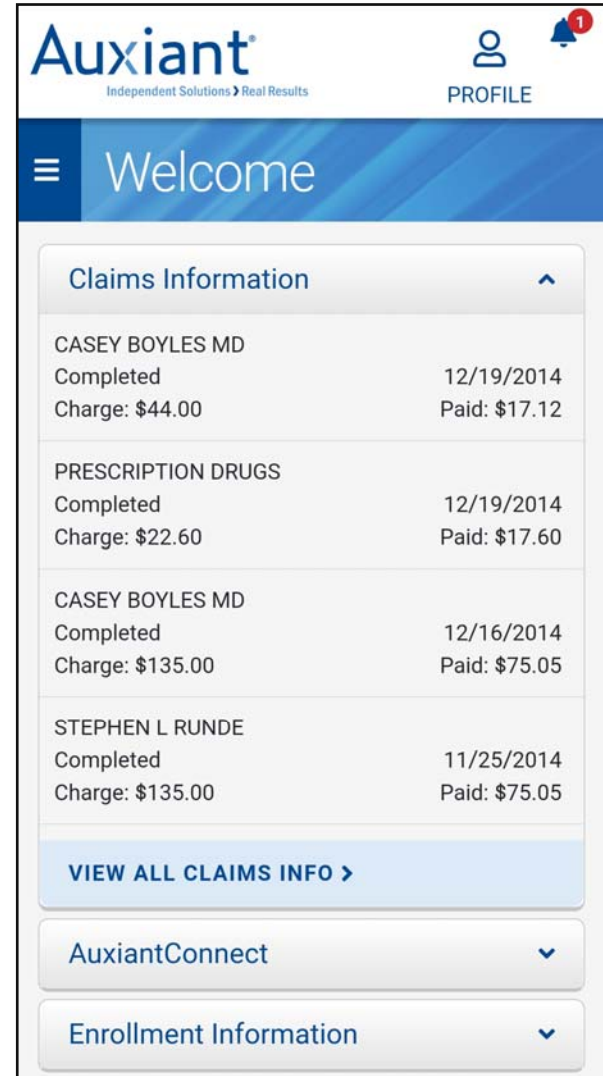 Auxiant
Independent Solutions Real Results
1
PROFILE
Welcome
Claims Information
CASEY BOYLES MD
Completed 12/19/2014
Charge: $44.00 Paid: $17.12
PRESCRIPTION DRUGS
Completed 12/19/2014
Charge: $22.60 Paid: $17.60
CASEY BOYLES MD
Completed 12/16/2014
Charge: $135.00 Paid: $75.05
STEPHEN L RUNDE
Completed 11/25/2014
Charge: $135.00 Paid: $75.05
VIEW ALL CLAIMS INFO >
AuxiantConnect
Enrollment Information